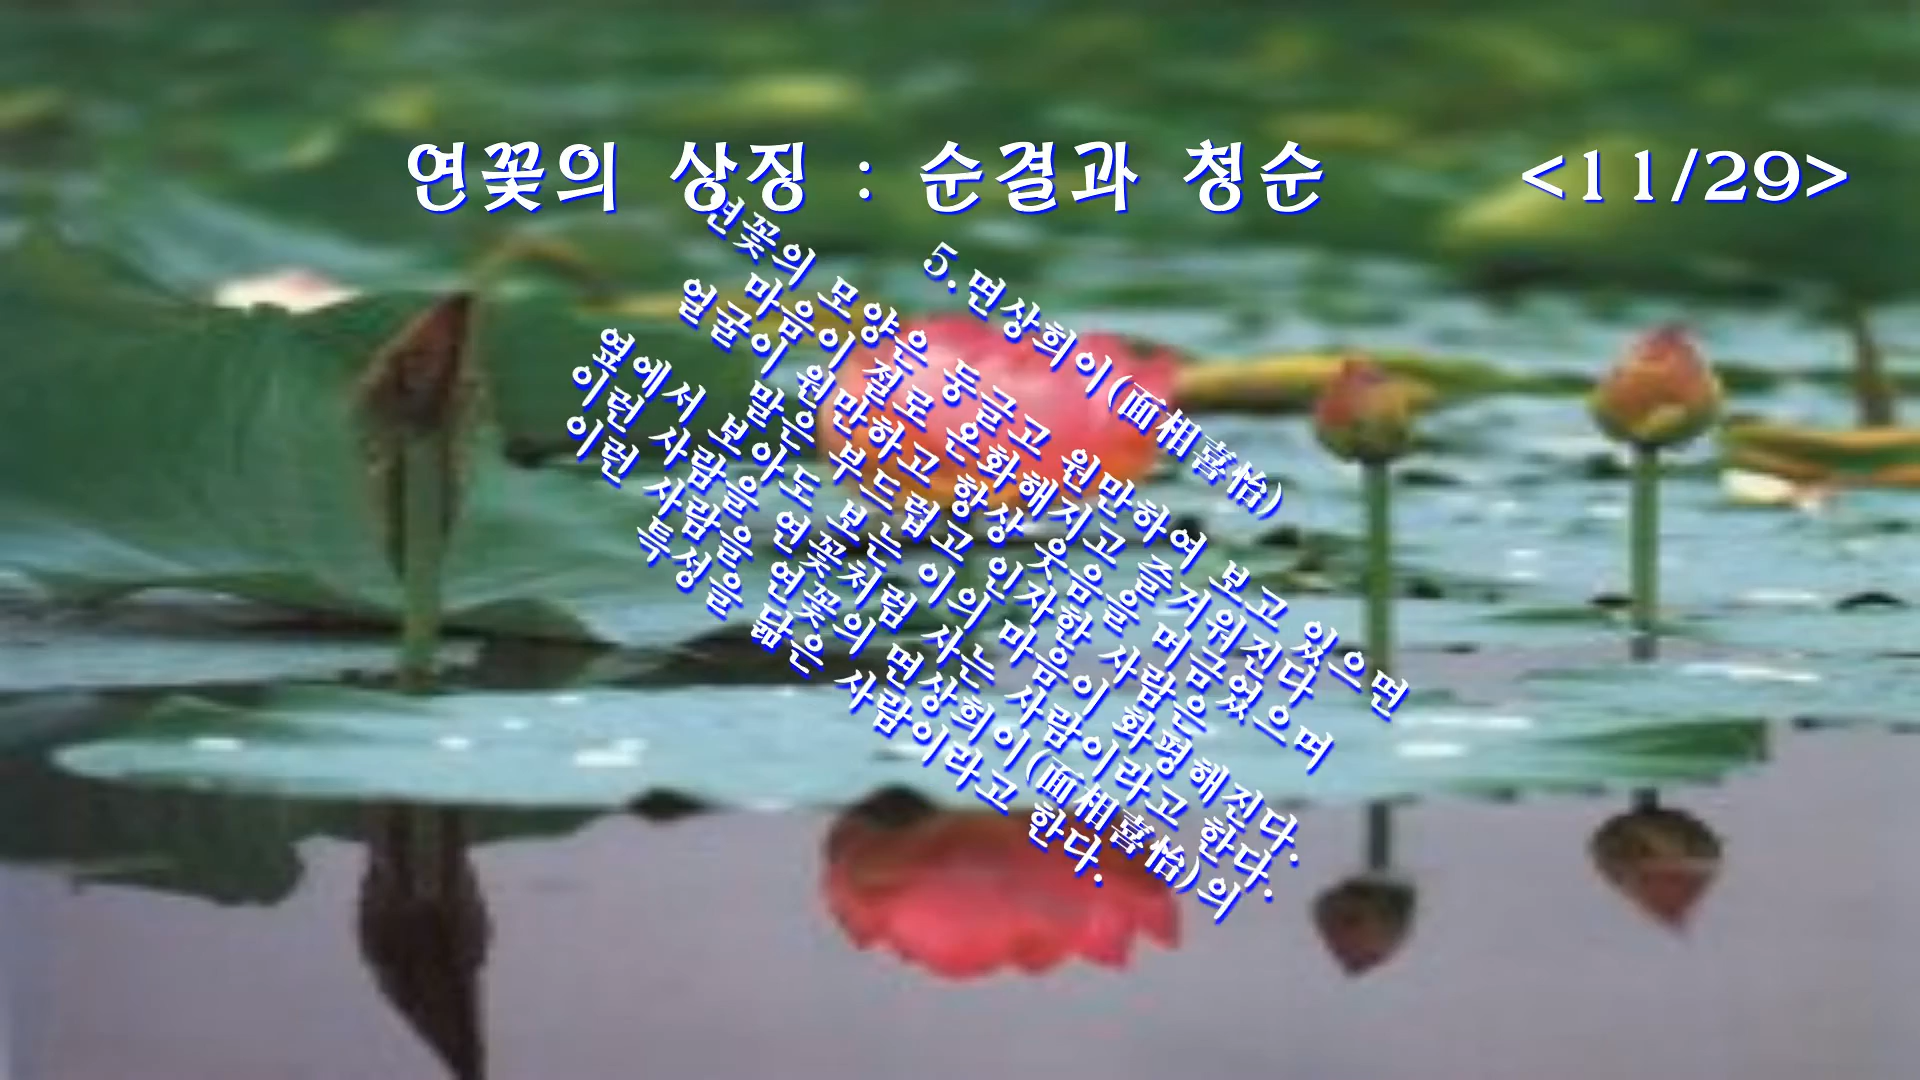 연꽃의 상징 : 순결과 청순 <11/29>
5.면상희이(面相喜怡)
연꽃의 모양은 둥글고 원만하여 보고 있으면
마음이 절로 온화해지고 즐거워진다
얼굴이 원만하고 항상 웃음을 머금었으며
말은 부드럽고 인자한 사람은
옆에서 보아도 보는 이의 마음이 화평해진다.
이런 사람을 연꽃처럼 사는 사람이라고 한다.
이런 사람을 연꽃의 면상희이(面相喜怡)의
특성을 닮은 사람이라고 한다.